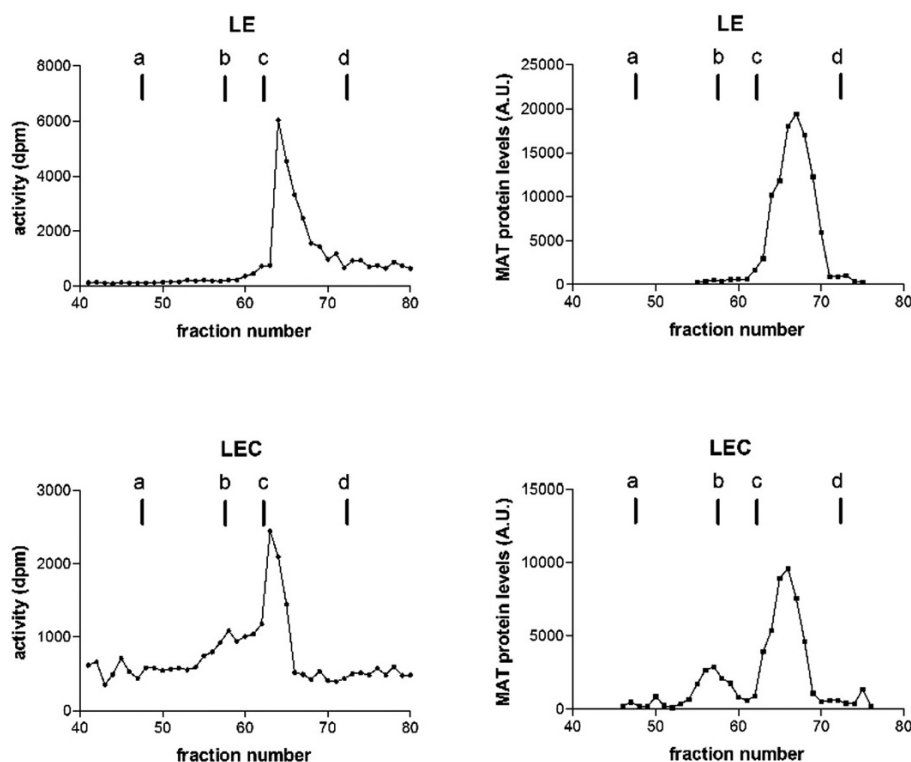 LE
a b c d
8000
6000
4000
2000
0
activity (dpm)
40 50 60 70 80
fraction number
LE
a b c d
25000
20000
15000
10000
5000
0
MAT protein levels (A.U.)
40 50 60 70 80
fraction number
LEC
a b c d
3000
2000
1000
0
activity (dpm)
40 50 60 70 80
fraction number
LEC
a b c d
15000
10000
5000
0
MAT protein levels (A.U.)
40 50 60 70 80
fraction number